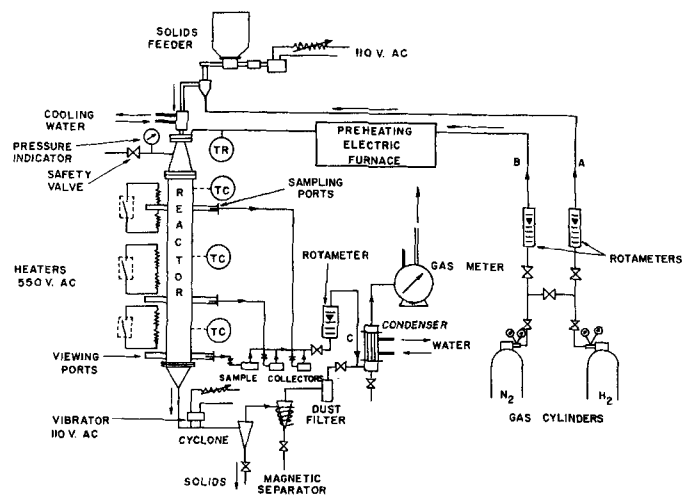 SOLIDS
FEEDER
110 V. AC
COOLING
WATER
PRESSURE
INDICATOR
SAFETY
VALVE
TR
PREHEATING
ELECTRIC
FURNACE
B
A
TC
SAMPLING
PORTS
REACTOR
ROTAMETER
TC
HEATERS
550 V. AC
GAS METER
ROTAMETERS
CONDENSER
WATER
C
TC
VIEWING
PORTS
SAMPLE COLLECTORS
N2
H2
GAS CYLINDERS
DUST
FILTER
VIBRATOR
110 V. AC
CYCLONE
SOLIDS
MAGNETIC
SEPARATOR